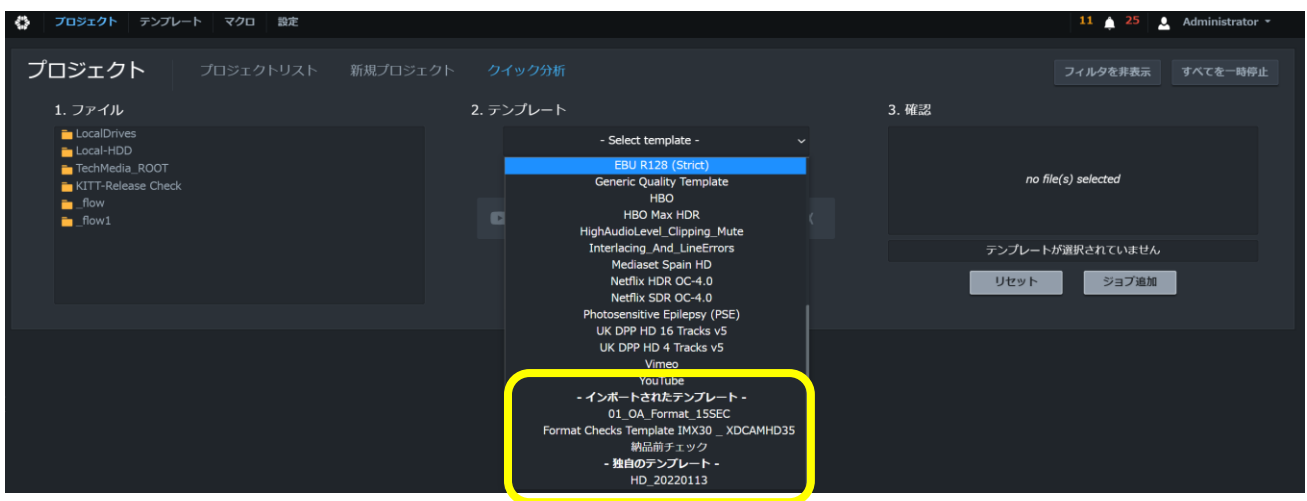 プロジェクト テンプレート マクロ 設定 11 25 Administrator
プロジェクト プロジェクトリスト 新規プロジェクト クイック分析 フィルタを非表示 すべてを一時停止
1. ファイル
LocalDrives
Local-HDD
TechMedia_ROOT
KITT-Release Check
_flow
_flow1
2. テンプレート
- Select template -
EBU R128 (Strict)
Generic Quality Template
HBO
HBO Max HDR
HighAudioLevel_Clipping_Mute
Interlacing_And_LineErrors
Mediaset Spain HD
Netflix HDR OC-4.0
Netflix SDR OC-4.0
Photosensitive Epilepsy (PSE)
UK DPP HD 16 Tracks v5
UK DPP HD 4 Tracks v5
Vimeo
YouTube
- インポートされたテンプレート -
01_OA_Format_15SEC
Format Checks Template IMX30 _ XDCAMHD35
納品前チェック
- 独自のテンプレート -
HD_20220113
3. 確認
no file(s) selected
テンプレートが選択されていません
リセット ジョブ追加